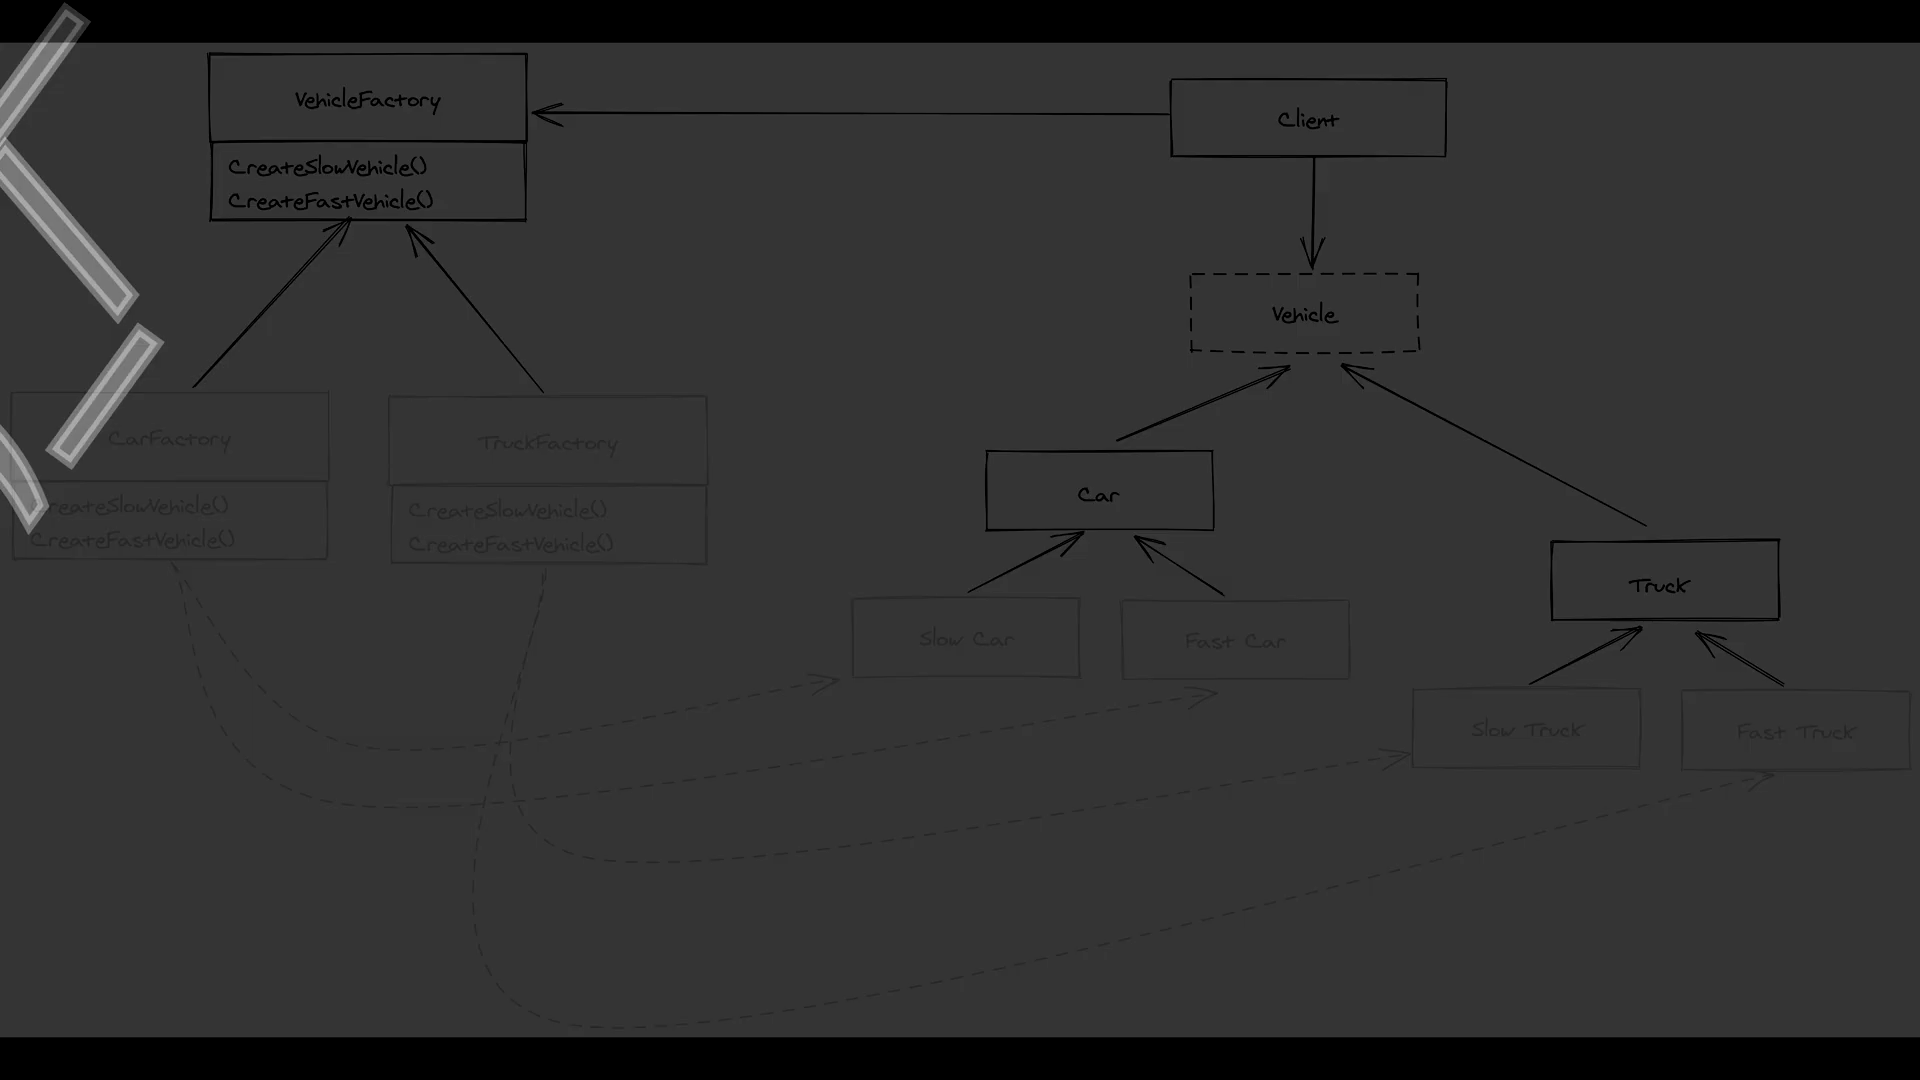 VehicleFactory
CreateSlowVehicle()
CreateFastVehicle()
Client
Vehicle
CarFactory
CreateSlowVehicle()
CreateFastVehicle()
TruckFactory
CreateSlowVehicle()
CreateFastVehicle()
Car
Truck
Slow Car
Fast Car
Slow Truck
Fast Truck